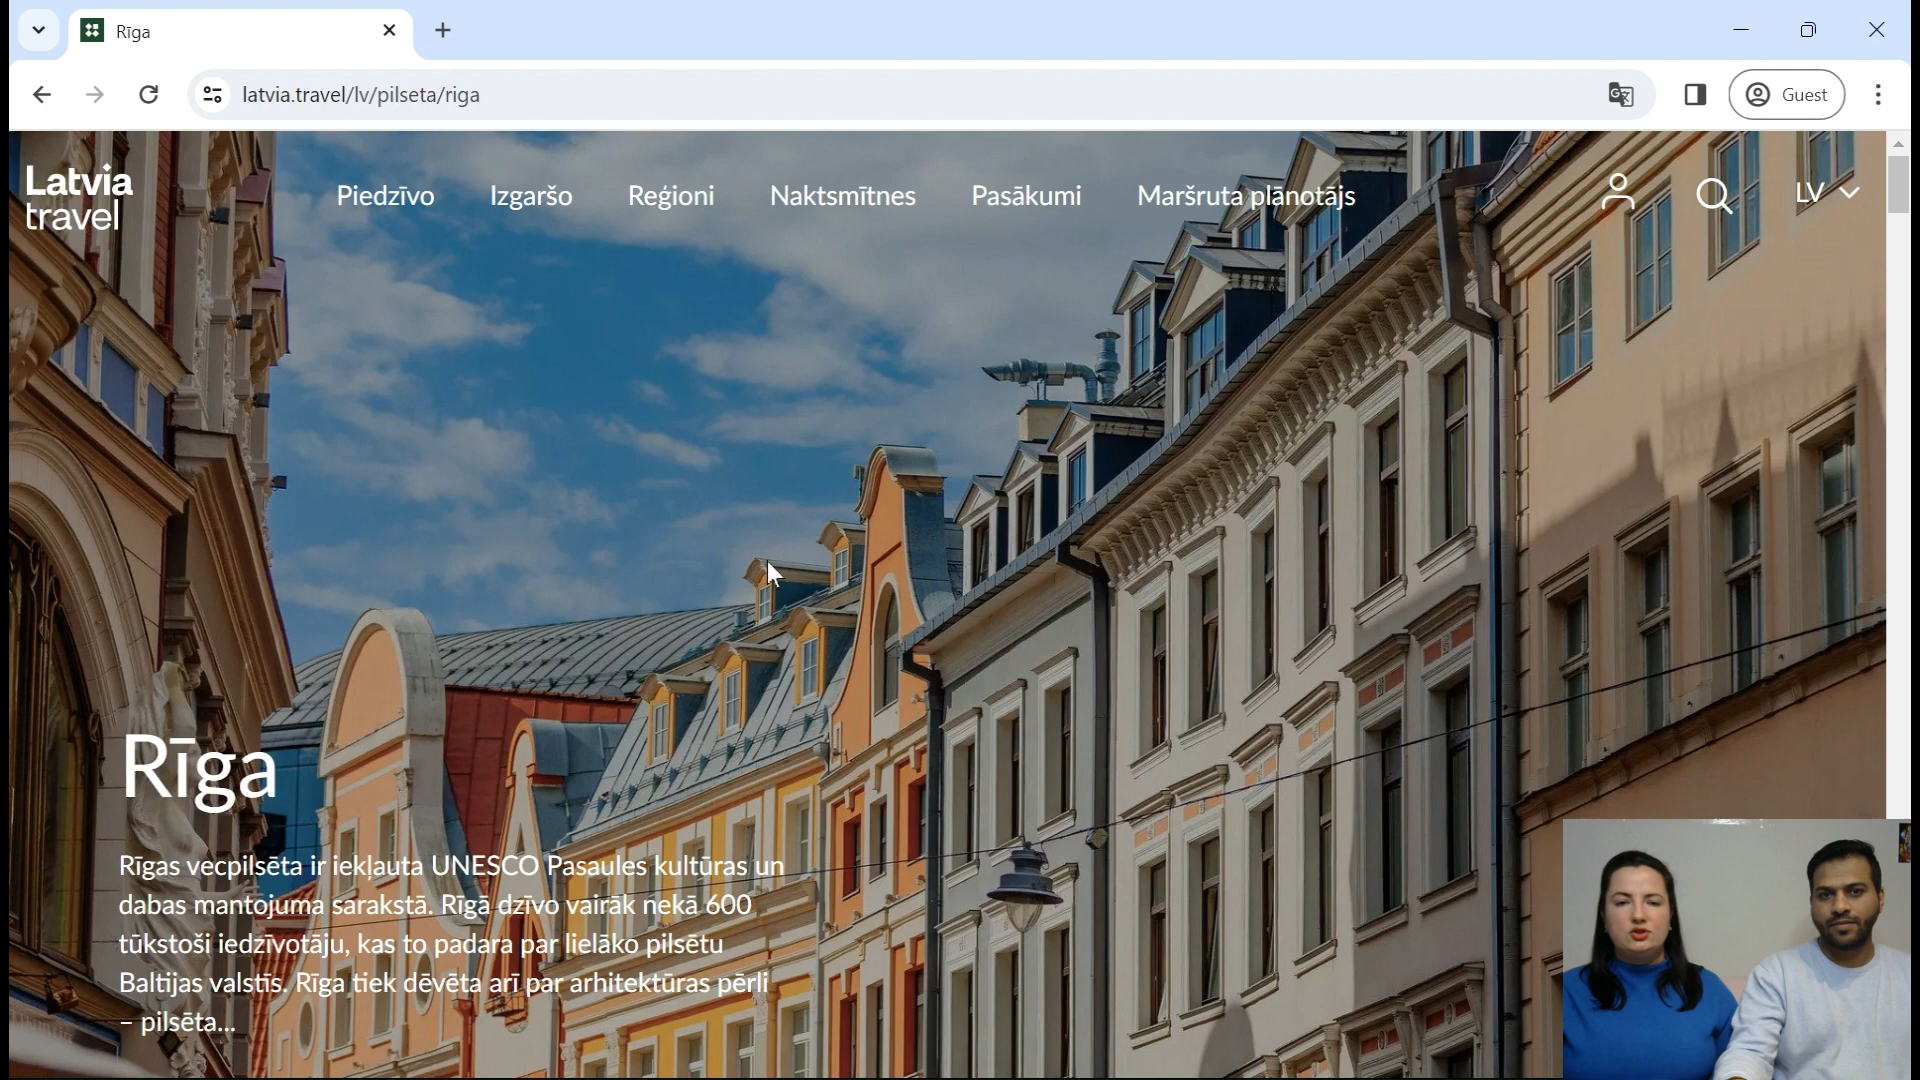 Rīga
latvia.travel/lv/pilseta/riga
Guest
Latvia
travel
Piedzīvo
Izgaršo
Reģioni
Naktsmītnes
Pasākumi
Maršruta plānotājs
LV
Rīga
Rīgas vecpilsēta ir iekļauta UNESCO Pasaules kultūras un
dabas mantojuma sarakstā. Rīgā dzīvo vairāk nekā 600
tūkstoši iedzīvotāju, kas to padara par lielāko pilsētu
Baltijas valstīs. Rīga tiek dēvēta arī par arhitektūras pērli
– pilsēta...